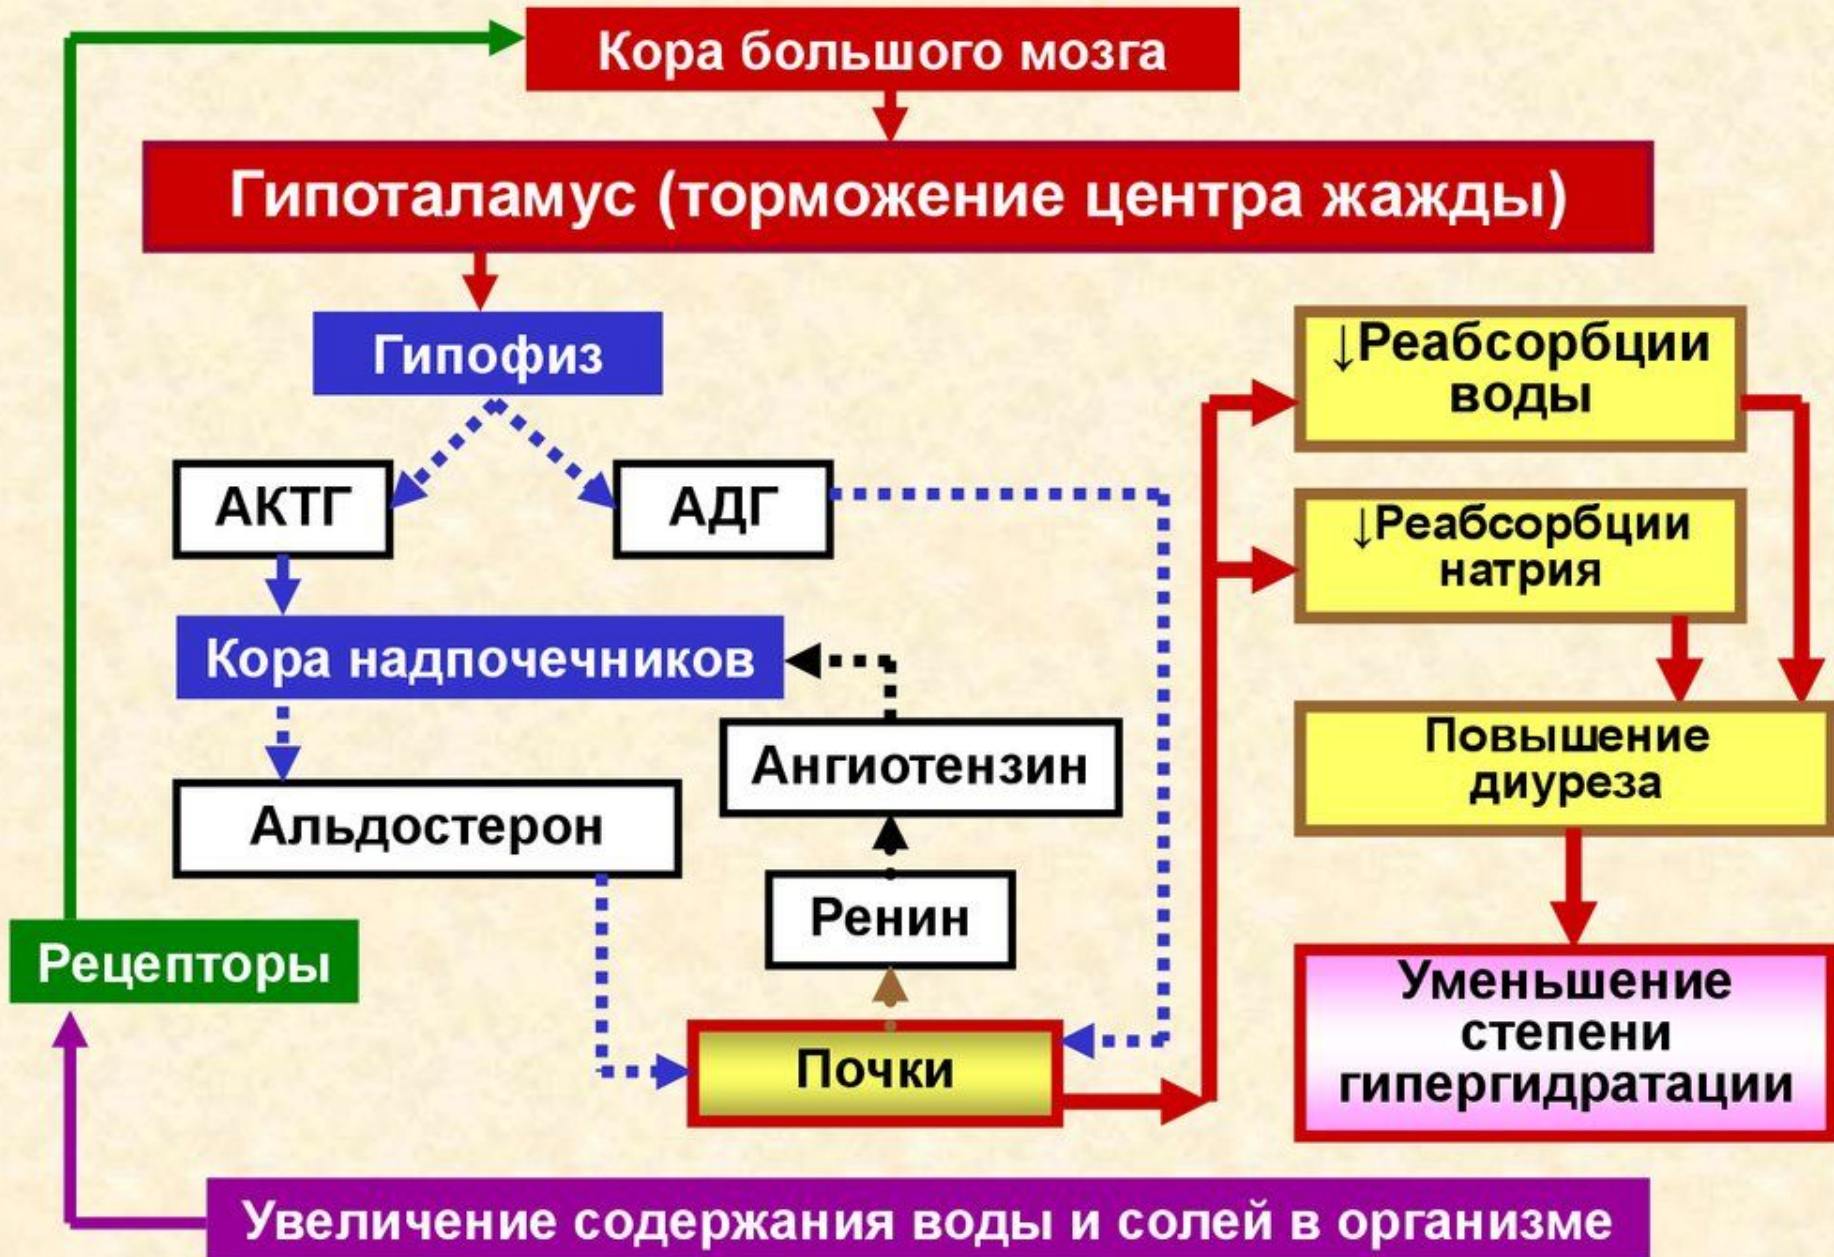 Кора большого мозга
Гипоталамус (торможение центра жажды)
Гипофиз
АКТГ
АДГ
Кора надпочечников
Ангиотензин
Альдостерон
Ренин
Рецепторы
Почки
↓Реабсорбции
воды
↓Реабсорбции
натрия
Повышение
диуреза
Уменьшение
степени
гипергидратации
Увеличение содержания воды и солей в организме